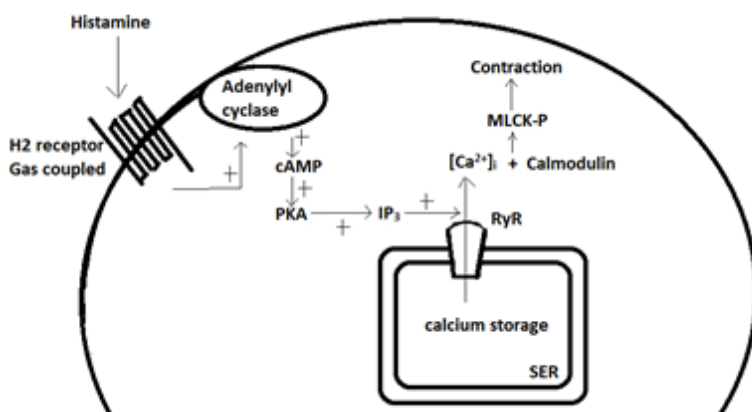 Histamine
Adenylyl
cyclase
Contraction
MLCK-P
H2 receptor
Gas coupled
+
+
cAMP
[Ca²⁺]ᵢ + Calmodulin
+
PKA
+
IP₃
+
RyR
calcium storage
SER